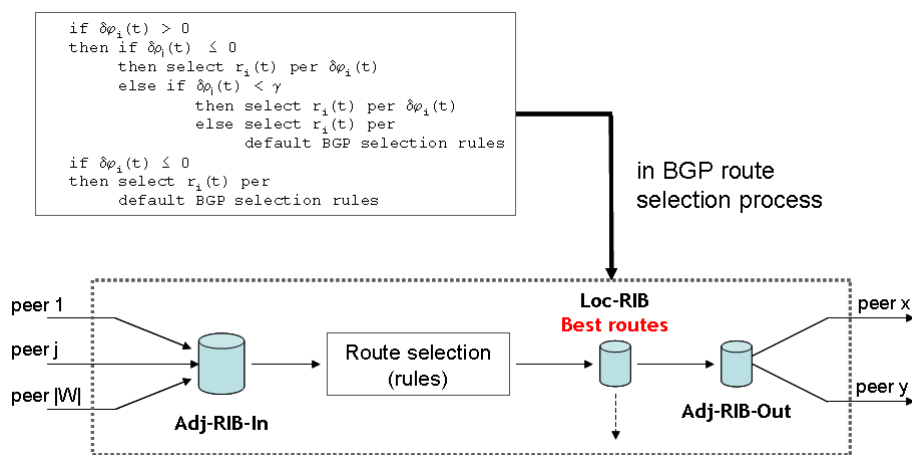 if δφi(t) > 0
then if δρi(t) ≤ 0
then select ri(t) per δφi(t)
else if δρi(t) < γ
then select ri(t) per δφi(t)
else select ri(t) per
default BGP selection rules
if δφi(t) ≤ 0
then select ri(t) per
default BGP selection rules
in BGP route
selection process
peer 1
peer j
peer |W|
Adj-RIB-In
Route selection
(rules)
Loc-RIB
Best routes
Adj-RIB-Out
peer x
peer y